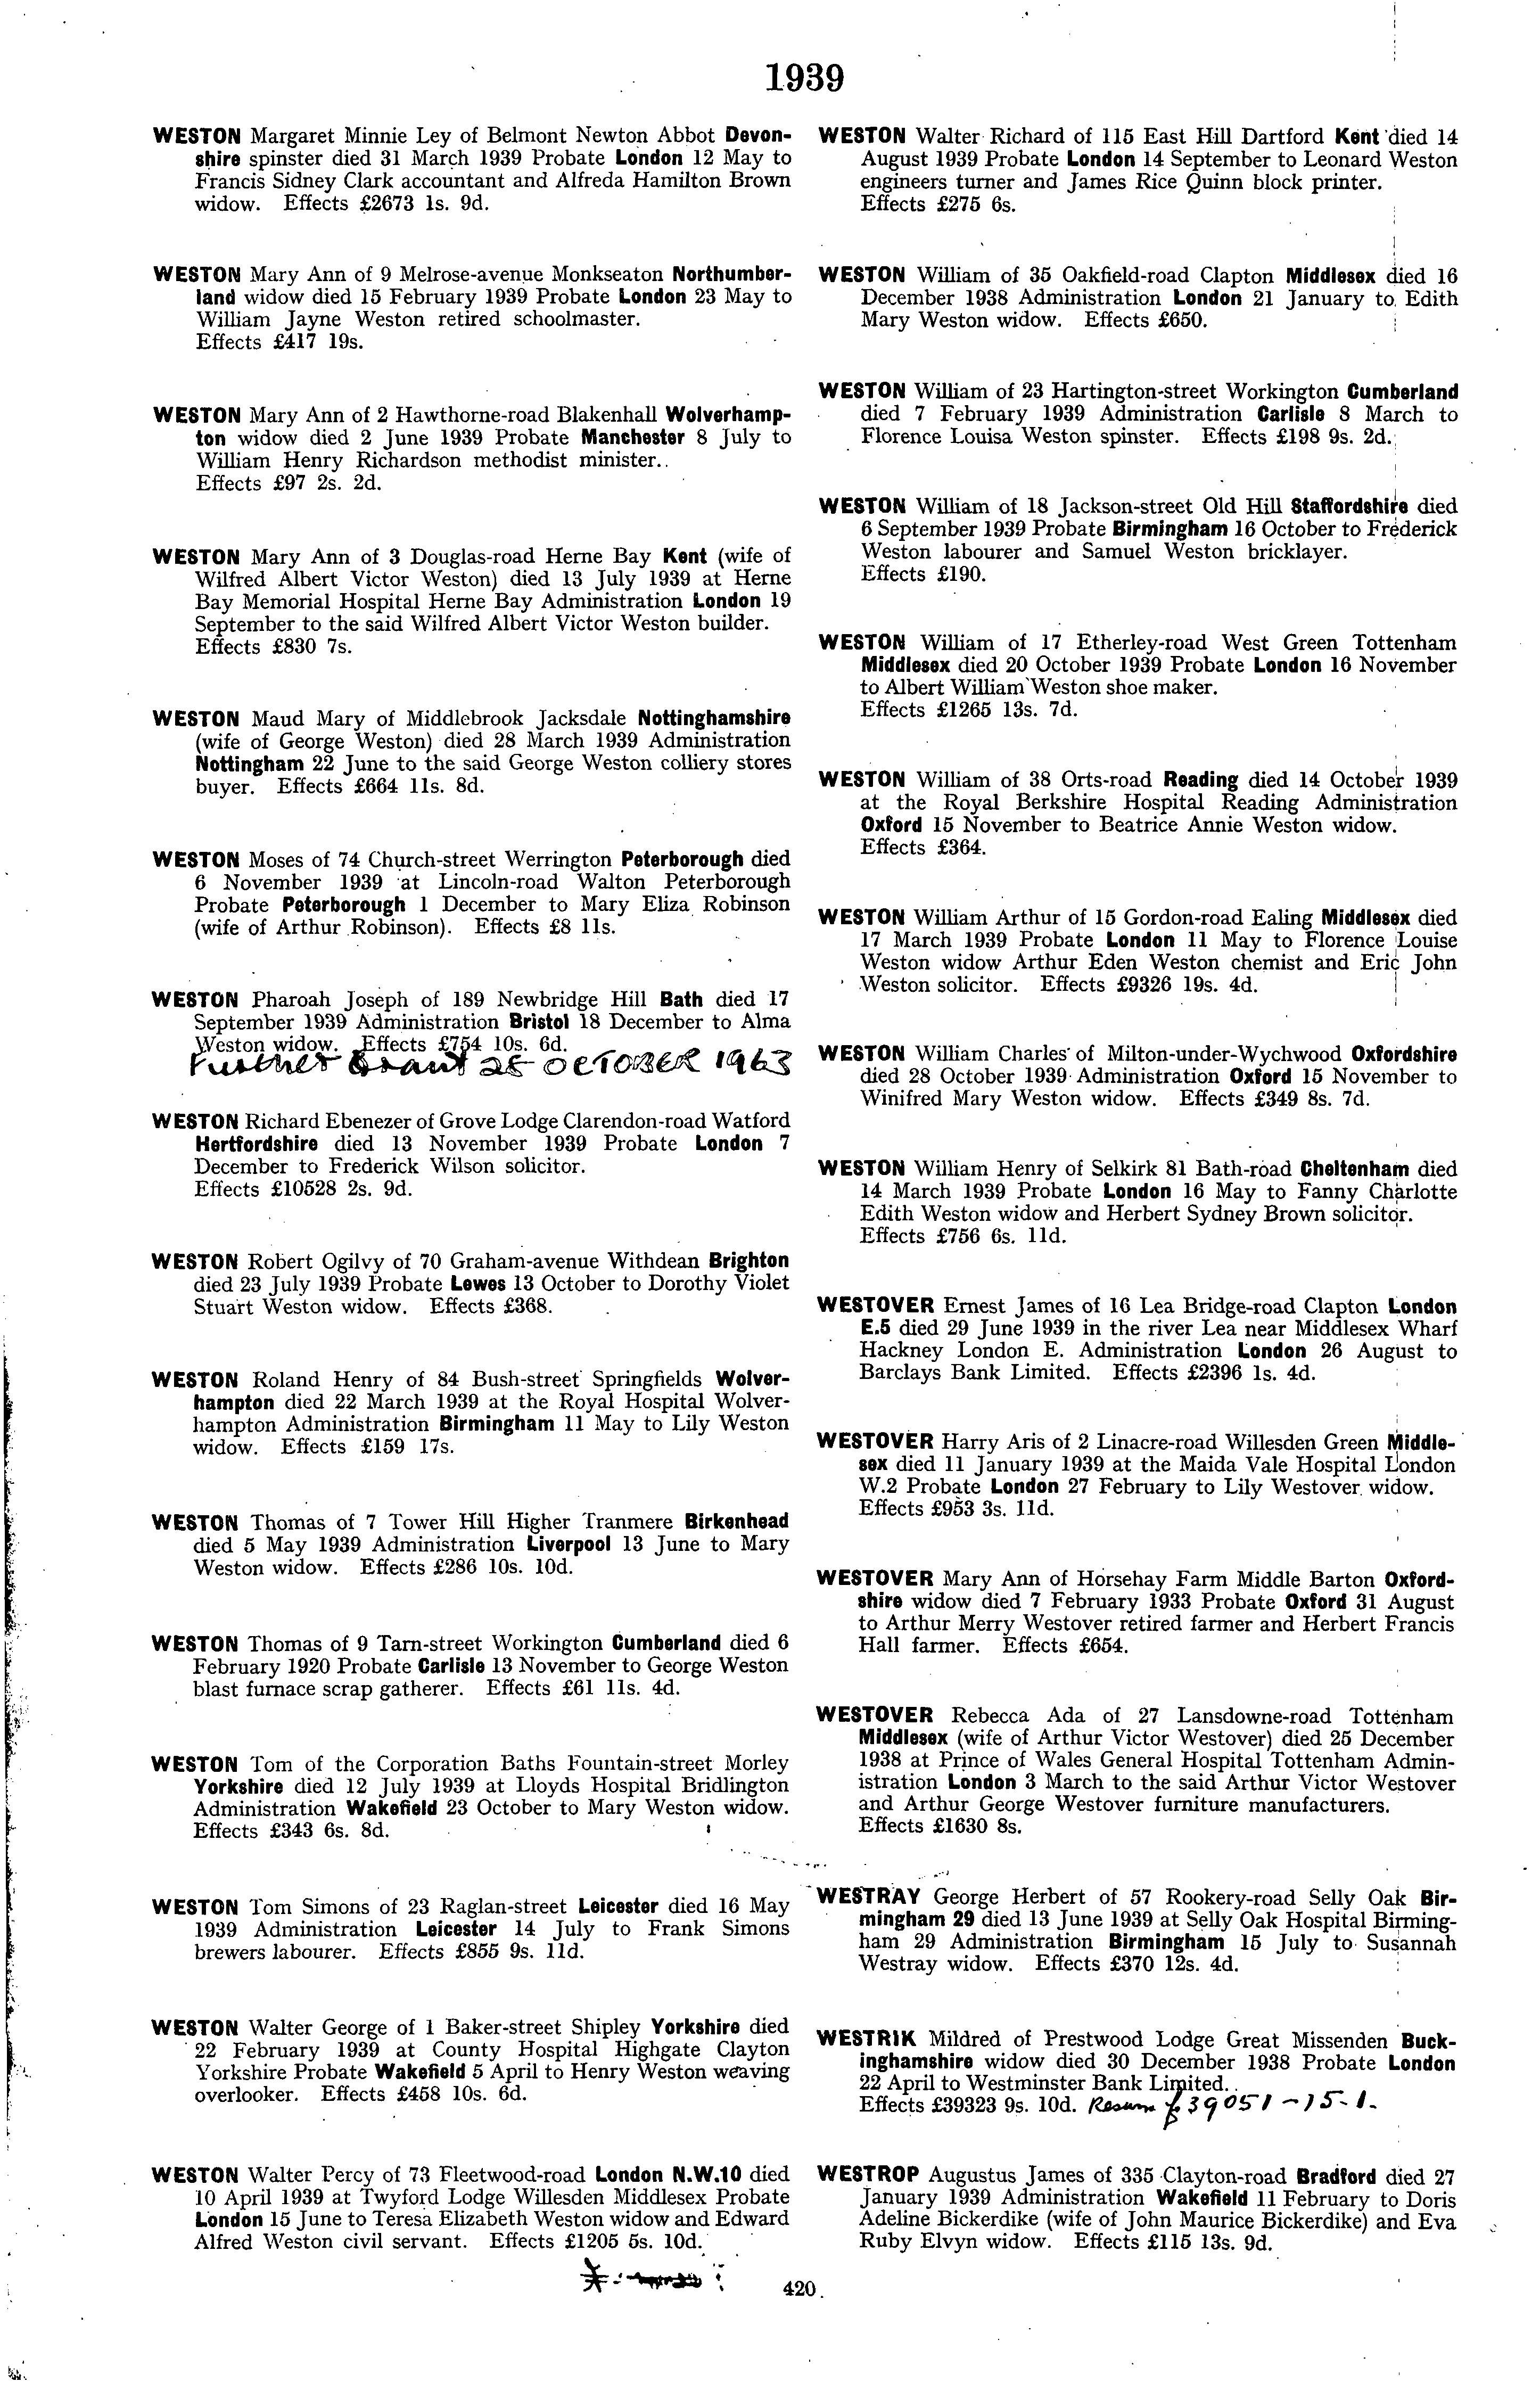 1939
WESTON Margaret Minnie Ley of Belmont Newton Abbot Devon-
shire spinster died 31 March 1939 Probate London 12 May to
Francis Sidney Clark accountant and Alfreda Hamilton Brown
widow. Effects £2673 1s. 9d.
WESTON Mary Ann of 9 Melrose-avenue Monkseaton Northumber-
land widow died 15 February 1939 Probate London 23 May to
William Jayne Weston retired schoolmaster.
Effects £417 19s.
WESTON Mary Ann of 2 Hawthorne-road Blakenhall Wolverhamp-
ton widow died 2 June 1939 Probate Manchester 8 July to
William Henry Richardson methodist minister.
Effects £97 2s. 2d.
WESTON Mary Ann of 3 Douglas-road Herne Bay Kent (wife of
Wilfred Albert Victor Weston) died 13 July 1939 at Herne
Bay Memorial Hospital Herne Bay Administration London 19
September to the said Wilfred Albert Victor Weston builder.
Effects £830 7s.
WESTON Maud Mary of Middlebrook Jacksdale Nottinghamshire
(wife of George Weston) died 28 March 1939 Administration
Nottingham 22 June to the said George Weston colliery stores
buyer. Effects £664 11s. 8d.
WESTON Moses of 74 Church-street Werrington Peterborough died
6 November 1939 at Lincoln-road Walton Peterborough
Probate Peterborough 1 December to Mary Eliza Robinson
(wife of Arthur Robinson). Effects £8 11s.
WESTON Pharoah Joseph of 189 Newbridge Hill Bath died 17
September 1939 Administration Bristol 18 December to Alma
Weston widow. Effects £754 10s. 6d.
Further Grant 25 OCTOBER 1963
WESTON Richard Ebenezer of Grove Lodge Clarendon-road Watford
Hertfordshire died 13 November 1939 Probate London 7
December to Frederick Wilson solicitor.
Effects £10528 2s. 9d.
WESTON Robert Ogilvy of 70 Graham-avenue Withdean Brighton
died 23 July 1939 Probate Lewes 13 October to Dorothy Violet
Stuart Weston widow. Effects £368.
WESTON Roland Henry of 84 Bush-street Springfields Wolver-
hampton died 22 March 1939 at the Royal Hospital Wolver-
hampton Administration Birmingham 11 May to Lily Weston
widow. Effects £159 17s.
WESTON Thomas of 7 Tower Hill Higher Tranmere Birkenhead
died 5 May 1939 Administration Liverpool 13 June to Mary
Weston widow. Effects £286 10s. 10d.
WESTON Thomas of 9 Tarn-street Workington Cumberland died 6
February 1920 Probate Carlisle 13 November to George Weston
blast furnace scrap gatherer. Effects £61 11s. 4d.
WESTON Tom of the Corporation Baths Fountain-street Morley
Yorkshire died 12 July 1939 at Lloyds Hospital Bridlington
Administration Wakefield 23 October to Mary Weston widow.
Effects £343 6s. 8d.
WESTON Tom Simons of 23 Raglan-street Leicester died 16 May
1939 Administration Leicester 14 July to Frank Simons
brewers labourer. Effects £855 9s. 11d.
WESTON Walter George of 1 Baker-street Shipley Yorkshire died
22 February 1939 at County Hospital Highgate Clayton
Yorkshire Probate Wakefield 5 April to Henry Weston weaving
overlooker. Effects £458 10s. 6d.
WESTON Walter Percy of 73 Fleetwood-road London N.W.10 died
10 April 1939 at Twyford Lodge Willesden Middlesex Probate
London 15 June to Teresa Elizabeth Weston widow and Edward
Alfred Weston civil servant. Effects £1205 5s. 10d.
WESTON Walter Richard of 115 East Hill Dartford Kent died 14
August 1939 Probate London 14 September to Leonard Weston
engineers turner and James Rice Quinn block printer.
Effects £275 6s.
WESTON William of 35 Oakfield-road Clapton Middlesex died 16
December 1938 Administration London 21 January to Edith
Mary Weston widow. Effects £650.
WESTON William of 23 Hartington-street Workington Cumberland
died 7 February 1939 Administration Carlisle 8 March to
Florence Louisa Weston spinster. Effects £198 9s. 2d.
WESTON William of 18 Jackson-street Old Hill Staffordshire died
6 September 1939 Probate Birmingham 16 October to Frederick
Weston labourer and Samuel Weston bricklayer.
Effects £190.
WESTON William of 17 Etherley-road West Green Tottenham
Middlesex died 20 October 1939 Probate London 16 November
to Albert William Weston shoe maker.
Effects £1265 13s. 7d.
WESTON William of 38 Orts-road Reading died 14 October 1939
at the Royal Berkshire Hospital Reading Administration
Oxford 15 November to Beatrice Annie Weston widow.
Effects £364.
WESTON William Arthur of 15 Gordon-road Ealing Middlesex died
17 March 1939 Probate London 11 May to Florence Louise
Weston widow Arthur Eden Weston chemist and Eric John
Weston solicitor. Effects £9326 19s. 4d.
WESTON William Charles of Milton-under-Wychwood Oxfordshire
died 28 October 1939 Administration Oxford 15 November to
Winifred Mary Weston widow. Effects £349 8s. 7d.
WESTON William Henry of Selkirk 81 Bath-road Cheltenham died
14 March 1939 Probate London 16 May to Fanny Charlotte
Edith Weston widow and Herbert Sydney Brown solicitor.
Effects £756 6s. 11d.
WESTOVER Ernest James of 16 Lea Bridge-road Clapton London
E.5 died 29 June 1939 in the river Lea near Middlesex Wharf
Hackney London E. Administration London 26 August to
Barclays Bank Limited. Effects £2396 1s. 4d.
WESTOVER Harry Aris of 2 Linacre-road Willesden Green Middle-
sex died 11 January 1939 at the Maida Vale Hospital London
W.2 Probate London 27 February to Lily Westover widow.
Effects £953 3s. 11d.
WESTOVER Mary Ann of Horsehay Farm Middle Barton Oxford-
shire widow died 7 February 1933 Probate Oxford 31 August
to Arthur Merry Westover retired farmer and Herbert Francis
Hall farmer. Effects £654.
WESTOVER Rebecca Ada of 27 Lansdowne-road Tottenham
Middlesex (wife of Arthur Victor Westover) died 25 December
1938 at Prince of Wales General Hospital Tottenham Admin-
istration London 3 March to the said Arthur Victor Westover
and Arthur George Westover furniture manufacturers.
Effects £1630 8s.
WESTRAY George Herbert of 57 Rookery-road Selly Oak Bir-
mingham 29 died 13 June 1939 at Selly Oak Hospital Birming-
ham 29 Administration Birmingham 15 July to Susannah
Westray widow. Effects £370 12s. 4d.
WESTRIK Mildred of Prestwood Lodge Great Missenden Buck-
inghamshire widow died 30 December 1938 Probate London
22 April to Westminster Bank Limited.
Effects £39323 9s. 10d. Resworn £39051-15-1.
WESTROP Augustus James of 335 Clayton-road Bradford died 27
January 1939 Administration Wakefield 11 February to Doris
Adeline Bickerdike (wife of John Maurice Bickerdike) and Eva
Ruby Elvyn widow. Effects £115 13s. 9d.
420